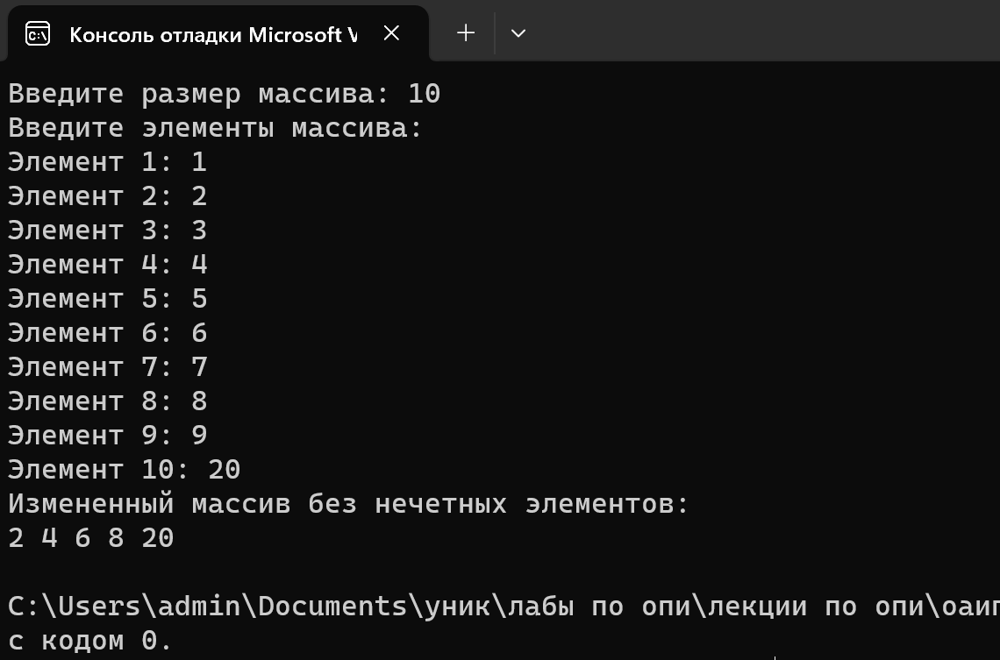 Консоль отладки Microsoft V
Введите размер массива: 10
Введите элементы массива:
Элемент 1: 1
Элемент 2: 2
Элемент 3: 3
Элемент 4: 4
Элемент 5: 5
Элемент 6: 6
Элемент 7: 7
Элемент 8: 8
Элемент 9: 9
Элемент 10: 20
Измененный массив без нечетных элементов:
2 4 6 8 20
C:\Users\admin\Documents\уник\лабы по опи\лекции по опи\оаип
с кодом 0.